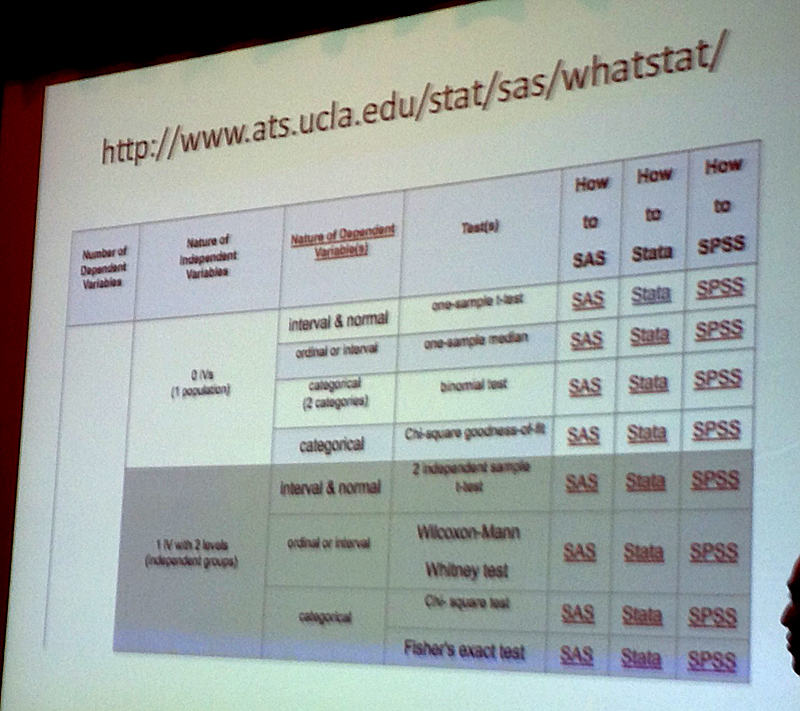 http://www.ats.ucla.edu/stat/sas/whatstat/
Number of
Dependent
Variables
Nature of
Independent
Variables
Nature of Dependent
Variable(s)
Test(s)
How
to
SAS
How
to
Stata
How
to
SPSS
0 IVs
(1 population)
interval & normal
one-sample t-test
SAS
Stata
SPSS
ordinal or interval
one-sample median
SAS
Stata
SPSS
categorical
(2 categories)
binomial test
SAS
Stata
SPSS
categorical
Chi-square goodness-of-fit
SAS
Stata
SPSS
1 IV with 2 levels
(independent groups)
interval & normal
2 independent sample
t-test
SAS
Stata
SPSS
ordinal or interval
Wilcoxon-Mann
Whitney test
SAS
Stata
SPSS
categorical
Chi- square test
SAS
Stata
SPSS
Fisher's exact test
SAS
Stata
SPSS